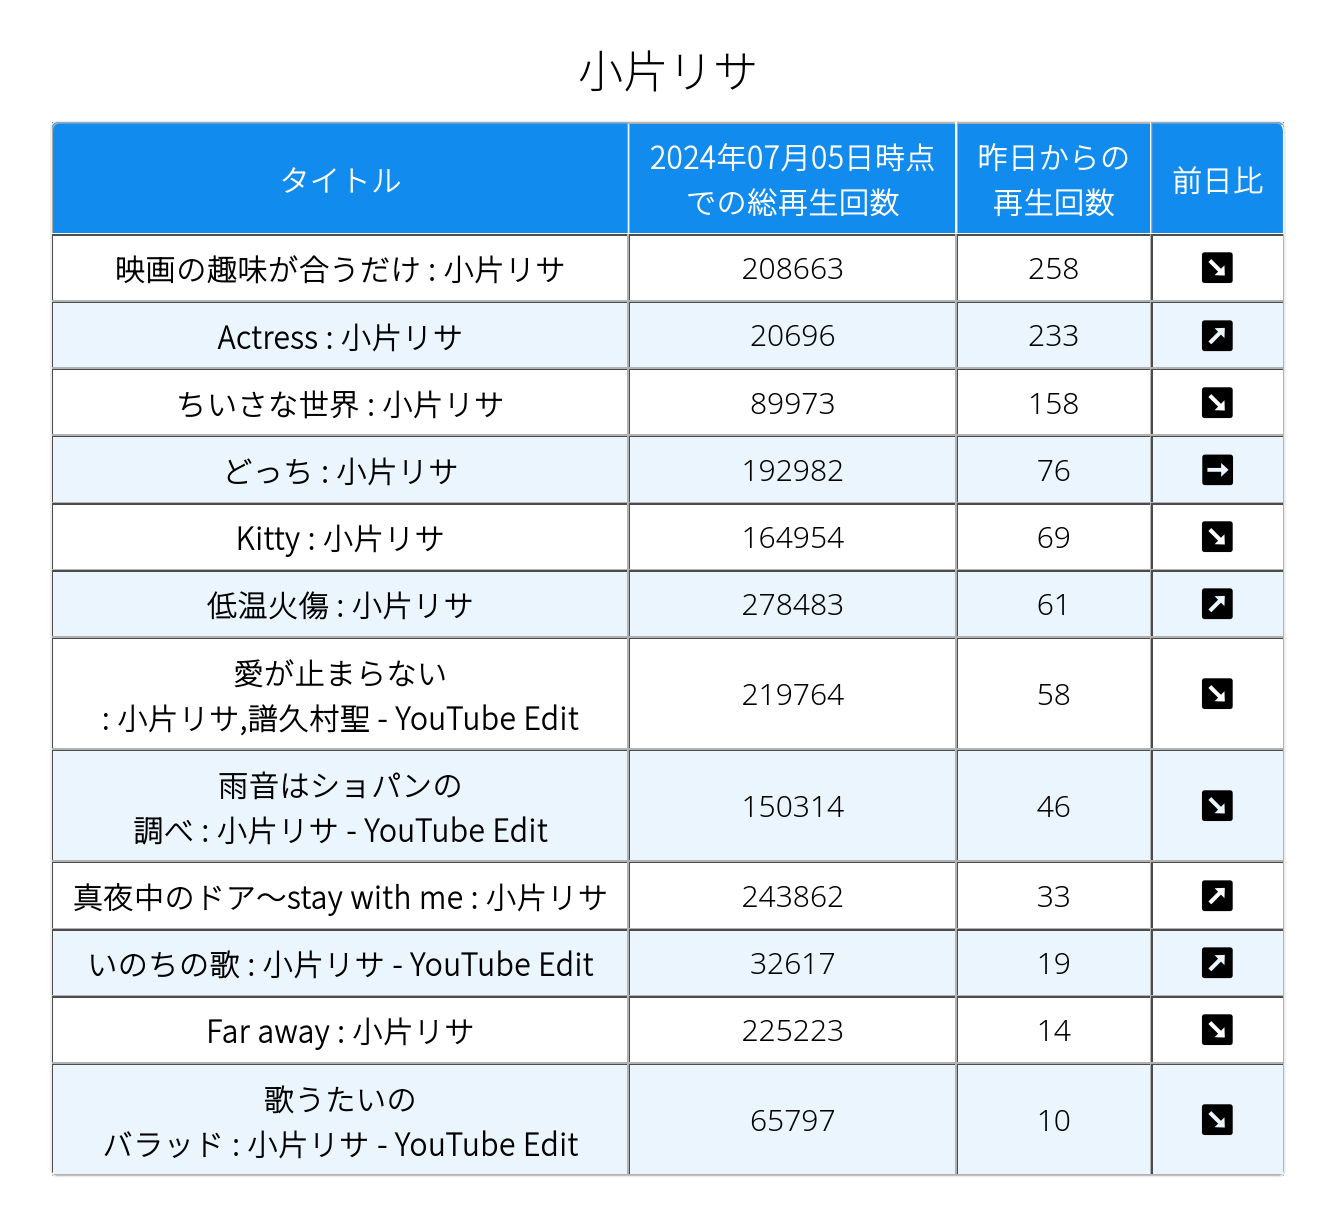 小片リサ
タイトル
2024年07月05日時点
での総再生回数
昨日からの
再生回数
前日比
映画の趣味が合うだけ : 小片リサ
208663
258
↘
Actress : 小片リサ
20696
233
↗
ちいさな世界 : 小片リサ
89973
158
↘
どっち : 小片リサ
192982
76
→
Kitty : 小片リサ
164954
69
↘
低温火傷 : 小片リサ
278483
61
↗
愛が止まらない
: 小片リサ,譜久村聖 - YouTube Edit
219764
58
↘
雨音はショパンの
調べ : 小片リサ - YouTube Edit
150314
46
↘
真夜中のドア〜stay with me : 小片リサ
243862
33
↗
いのちの歌 : 小片リサ - YouTube Edit
32617
19
↗
Far away : 小片リサ
225223
14
↘
歌うたいの
バラッド : 小片リサ - YouTube Edit
65797
10
↘